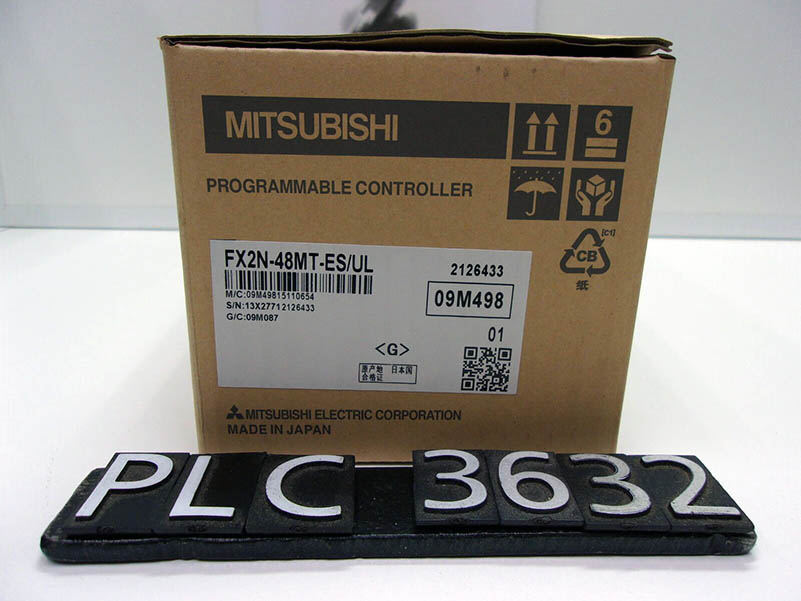 MITSUBISHI
6
PROGRAMMABLE CONTROLLER
[C1]
CB
纸
FX2N-48MT-ES/UL
2126433
M/C:09M49815110654
09M498
S/N:13X27712126433
G/C:09M087
01
<G>
原产地 日本国
合格证
MITSUBISHI ELECTRIC CORPORATION
MADE IN JAPAN
PLC 3632